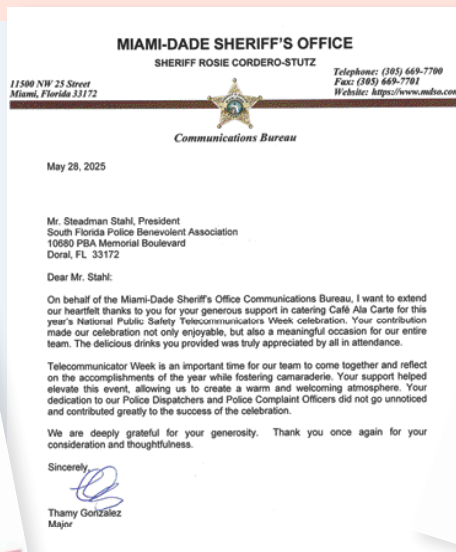 MIAMI-DADE SHERIFF'S OFFICE
SHERIFF ROSIE CORDERO-STUTZ
11500 NW 25 Street
Miami, Florida 33172
Telephone: (305) 669-7700
Fax: (305) 669-7701
Website: https://www.mdso.com
Communications Bureau
May 28, 2025
Mr. Steadman Stahl, President
South Florida Police Benevolent Association
10680 PBA Memorial Boulevard
Doral, FL 33172
Dear Mr. Stahl:
On behalf of the Miami-Dade Sheriff's Office Communications Bureau, I want to extend
our heartfelt thanks to you for your generous support in catering Café Ala Carte for this
year's National Public Safety Telecommunicators Week celebration. Your contribution
made our celebration not only enjoyable, but also a meaningful occasion for our entire
team. The delicious drinks you provided was truly appreciated by all in attendance.
Telecommunicator Week is an important time for our team to come together and reflect
on the accomplishments of the year while fostering camaraderie. Your support helped
elevate this event, allowing us to create a warm and welcoming atmosphere. Your
dedication to our Police Dispatchers and Police Complaint Officers did not go unnoticed
and contributed greatly to the success of the celebration.
We are deeply grateful for your generosity. Thank you once again for your
consideration and thoughtfulness.
Sincerely,
Thamy Gonzalez
Major